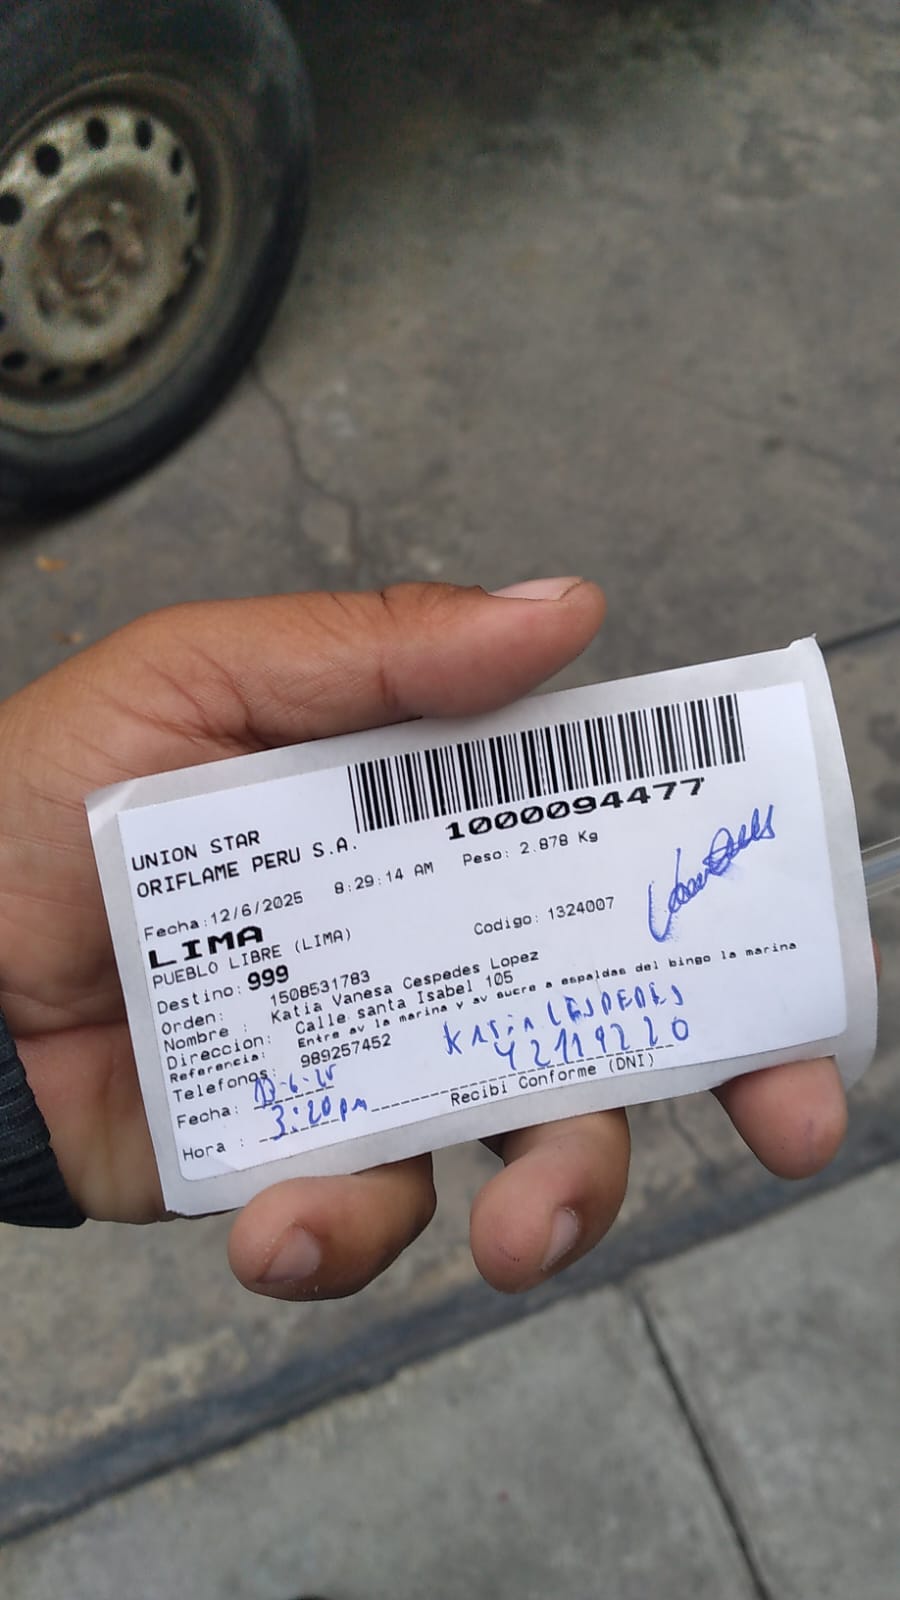 1000094477
UNION STAR
ORIFLAME PERU S.A.
Fecha:12/6/2025 8:29:14 AM Peso: 2.878 Kg
LIMA
PUEBLO LIBRE (LIMA) Codigo: 1324007
Destino: 999
Orden: 1508531783
Nombre : Katia Vanesa Cespedes Lopez
Direccion: Calle santa Isabel 105
Referencia: Entre av la marina y av sucre a espaldas del bingo la marina
Telefonos: 989257452
KATIA CESPEDES
Fecha: 42119220
Hora : 3:20 pm Recibi Conforme (DNI)